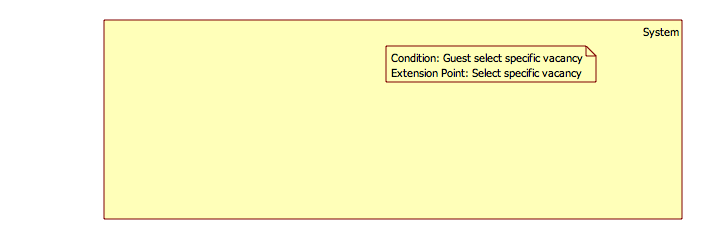 System
Condition: Guest select specific vacancy
Extension Point: Select specific vacancy